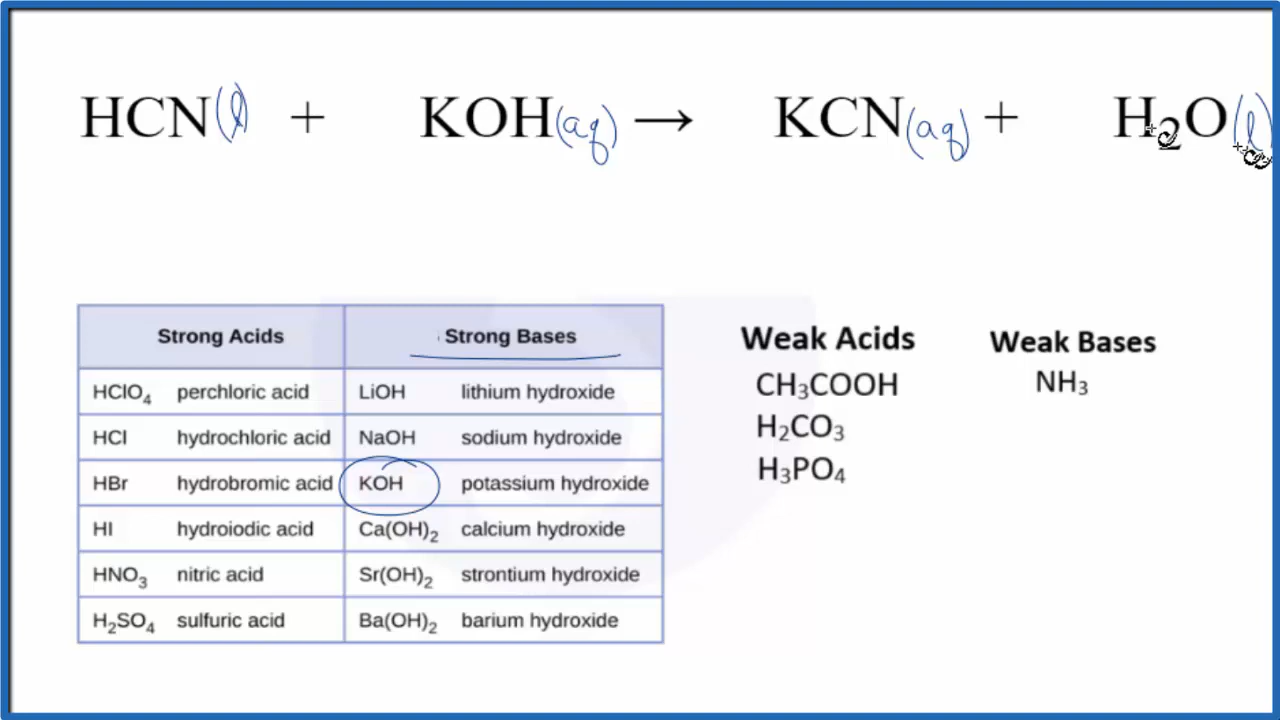 HCN(l) + KOH(aq) → KCN(aq) + H₂O(l)
Strong Acids Strong Bases
HClO₄ perchloric acid LiOH lithium hydroxide
HCl hydrochloric acid NaOH sodium hydroxide
HBr hydrobromic acid KOH potassium hydroxide
HI hydroiodic acid Ca(OH)₂ calcium hydroxide
HNO₃ nitric acid Sr(OH)₂ strontium hydroxide
H₂SO₄ sulfuric acid Ba(OH)₂ barium hydroxide
Weak Acids
CH₃COOH
H₂CO₃
H₃PO₄
Weak Bases
NH₃